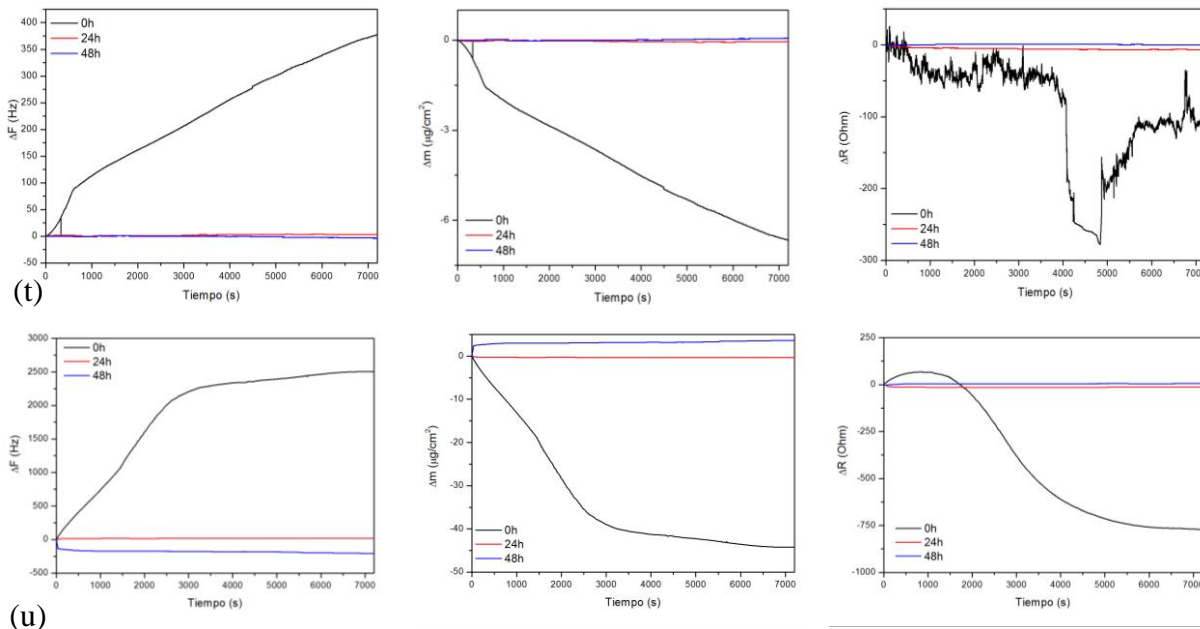 400
350
300
250
200
150
100
50
0
-50
ΔF (Hz)
0h
24h
48h
0 1000 2000 3000 4000 5000 6000 7000
Tiempo (s)
0
-3
-6
Δm (μg/cm²)
0h
24h
48h
0 1000 2000 3000 4000 5000 6000 7000
Tiempo (s)
0
-100
-200
-300
ΔR (Ohm)
0h
24h
48h
0 1000 2000 3000 4000 5000 6000
Tiempo (s)
(t)
3000
2500
2000
1500
1000
500
0
-500
ΔF (Hz)
0h
24h
48h
0 1000 2000 3000 4000 5000 6000 7000
Tiempo (s)
0
-10
-20
-30
-40
-50
Δm (μg/cm²)
0h
24h
48h
0 1000 2000 3000 4000 5000 6000 7000
Tiempo (s)
250
0
-250
-500
-750
-1000
ΔR (Ohm)
0h
24h
48h
0 1000 2000 3000 4000 5000 6000
Tiempo (s)
(u)